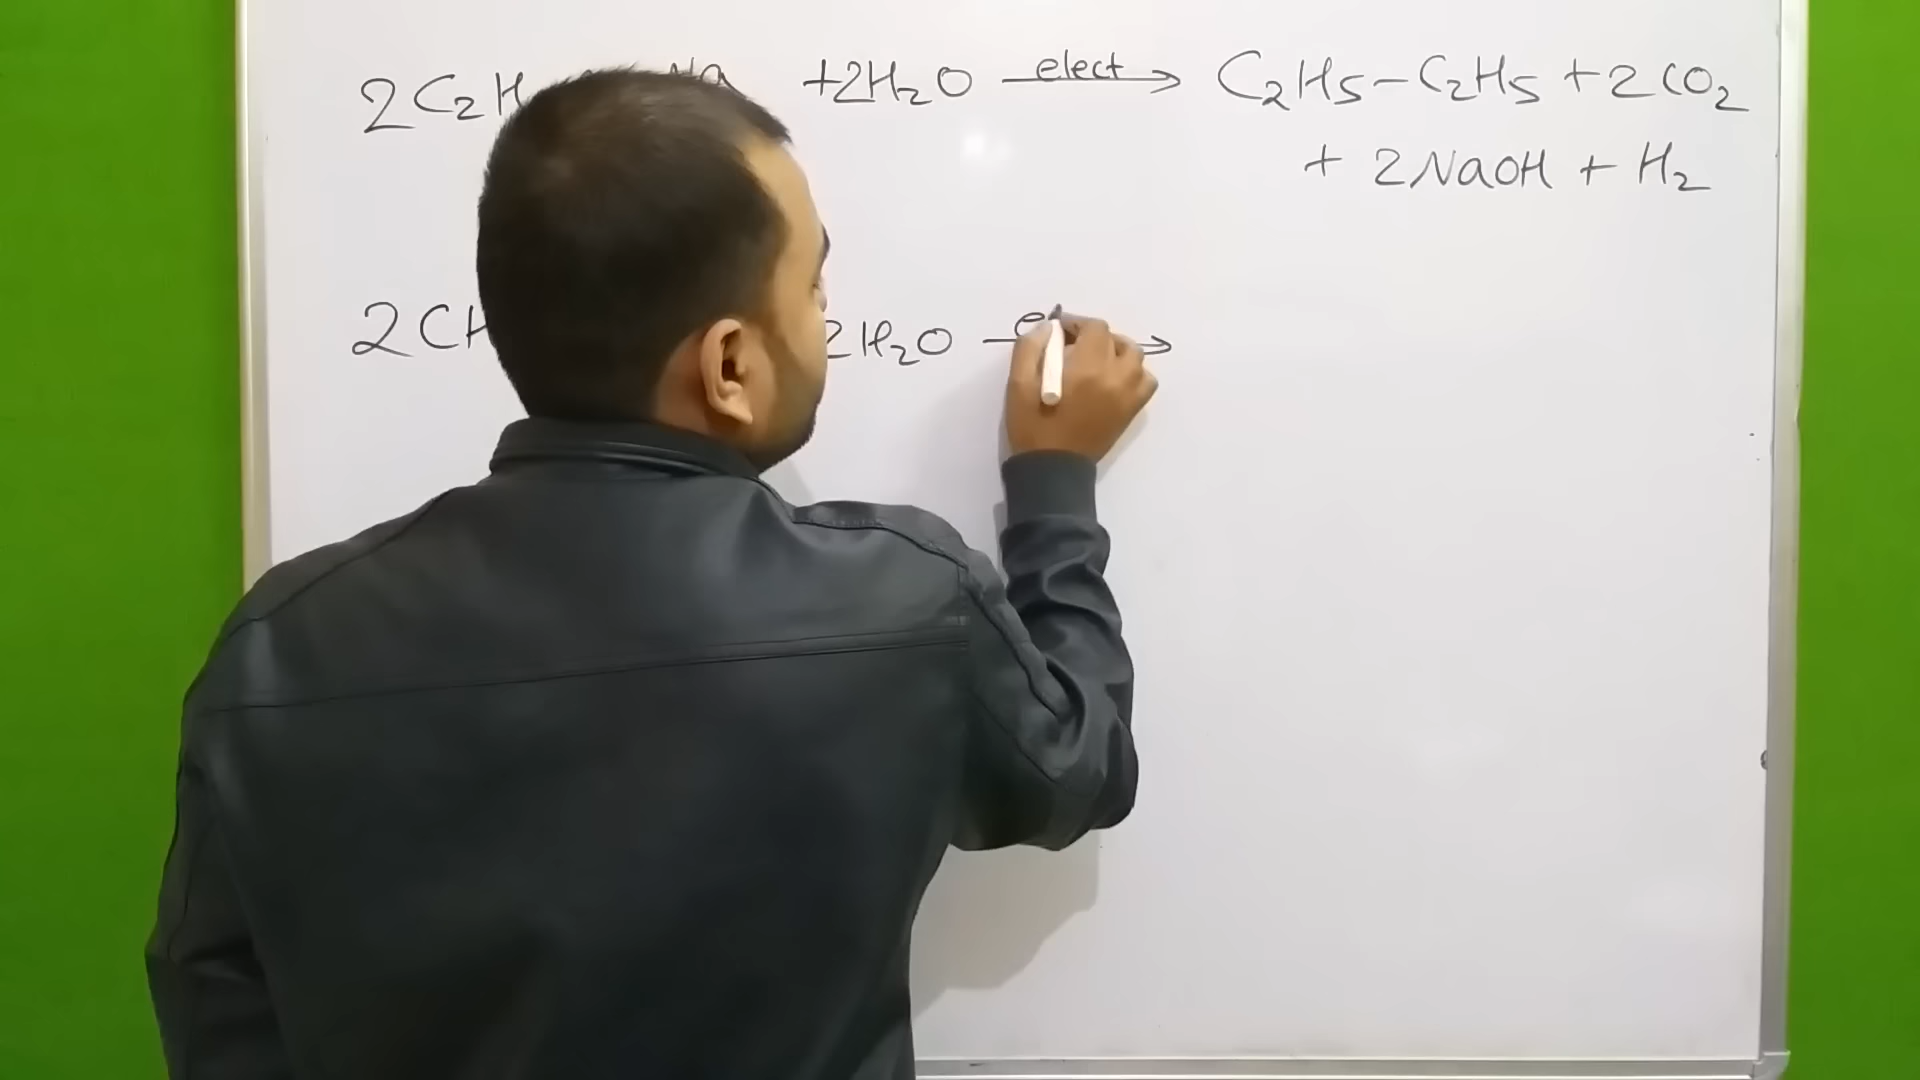 2C₂H Na +2H₂O elect → C₂H₅–C₂H₅ + 2CO₂
+ 2NaOH + H₂
2CH 2H₂O e →